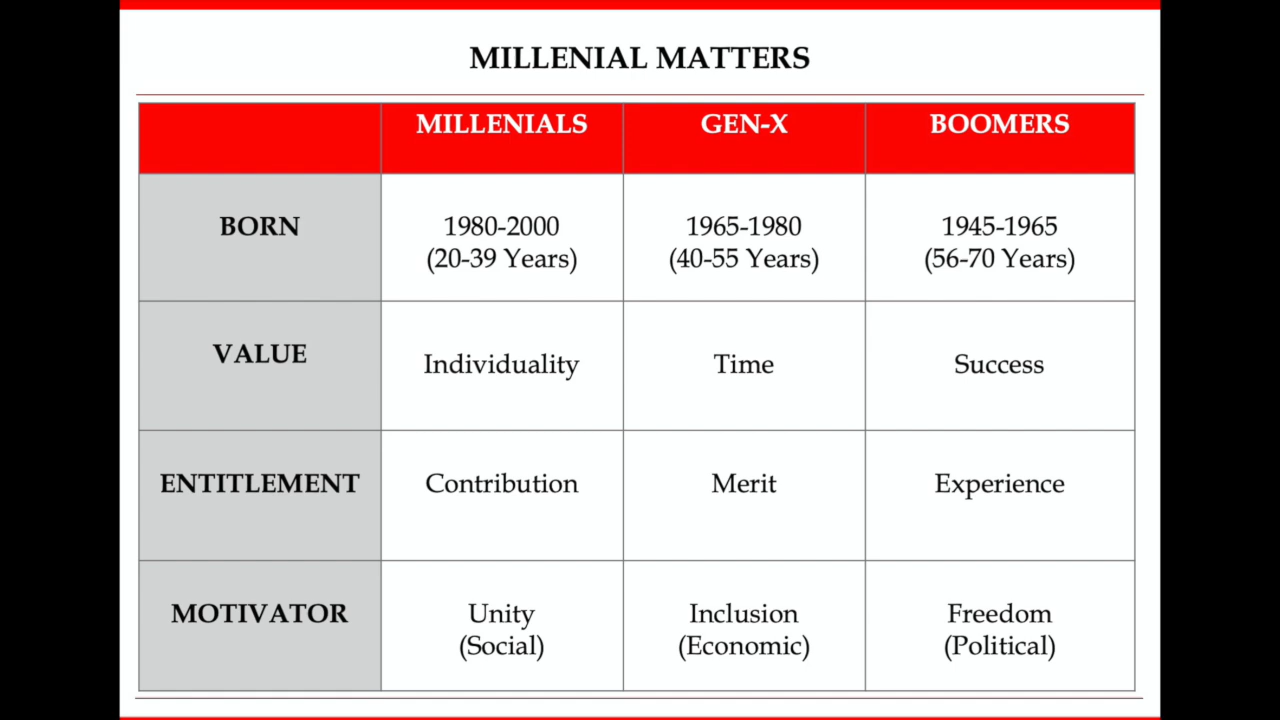 MILLENIAL MATTERS
MILLENIALS GEN-X BOOMERS
BORN 1980-2000 1965-1980 1945-1965
(20-39 Years) (40-55 Years) (56-70 Years)
VALUE Individuality Time Success
ENTITLEMENT Contribution Merit Experience
MOTIVATOR Unity Inclusion Freedom
(Social) (Economic) (Political)